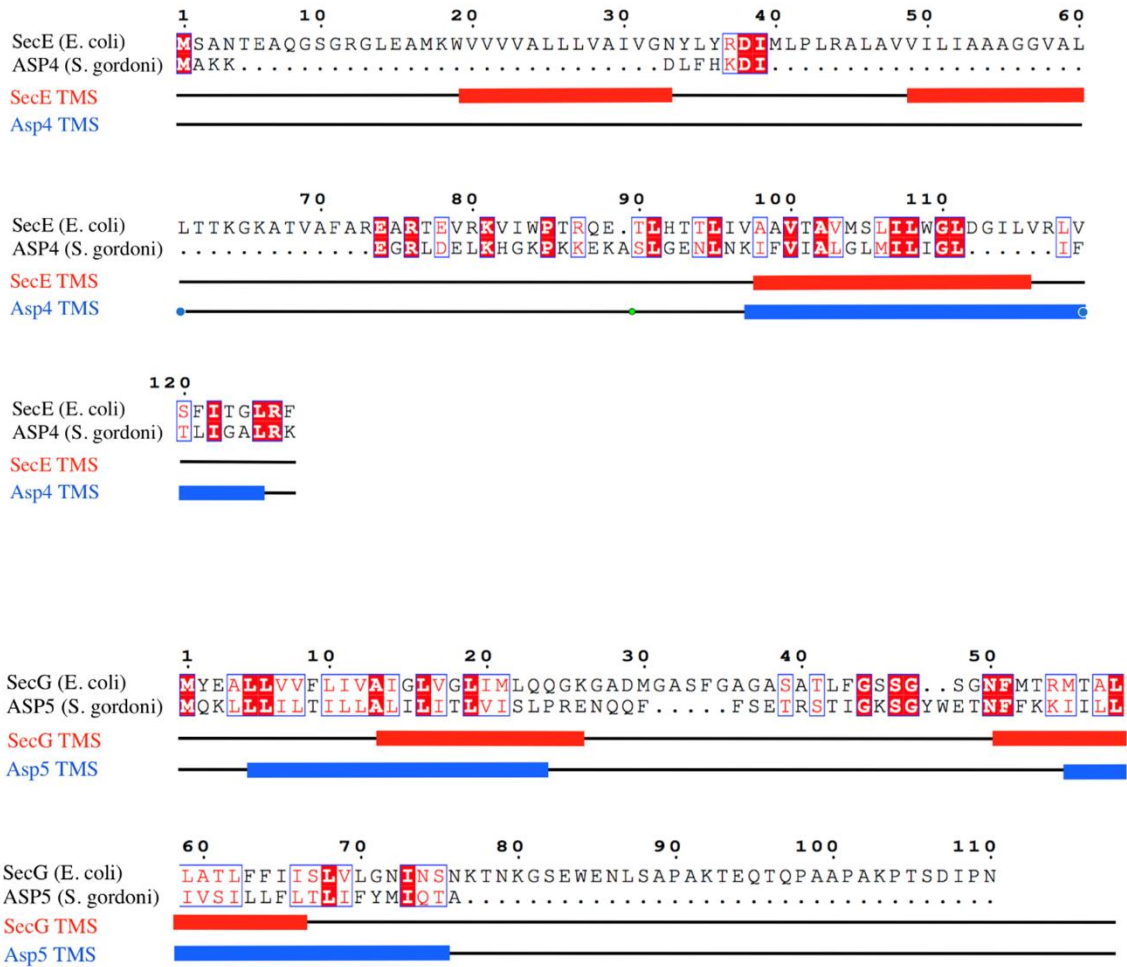 1 10 20 30 40 50 60
SecE (E. coli) MSANTEAQGSGRGLEAMKWVVVVALLLVAIVGNYLYRDIMLPLRALAVVILIAAAGGVAL
ASP4 (S. gordoni) MAKK............................DLFHKDI.....................
SecE TMS
Asp4 TMS
70 80 90 100 110
SecE (E. coli) LTTKGKATVAFAREARTEVRKVIWPTRQE.TLHTTLIVAAVTAVMSLILWGLDGILVRLV
ASP4 (S. gordoni) .............EGRLDELKHGKPKKEKASLGENLNKIFVIALGLMILIGL......IF
SecE TMS
Asp4 TMS
120
SecE (E. coli) SFITGLRF
ASP4 (S. gordoni) TLIGALRK
SecE TMS
Asp4 TMS
1 10 20 30 40 50
SecG (E. coli) MYEALLVVFLIVAIGLVGLIMLQQGKGADMGASFGAGASATLFGSSG..SGNFMTRMTAL
ASP5 (S. gordoni) MQKLLLILTILLALILITLVISLPRENQQF.....FSETRSTIGKSGYWETNFFKKIILL
SecG TMS
Asp5 TMS
60 70 80 90 100 110
SecG (E. coli) LATLFFIISLVLGNINSNKTNKGSEWENLSAPAKTEQTQPAAPAKPTSDIPN
ASP5 (S. gordoni) IVSILLFLTLIFYMIQTA..................................
SecG TMS
Asp5 TMS